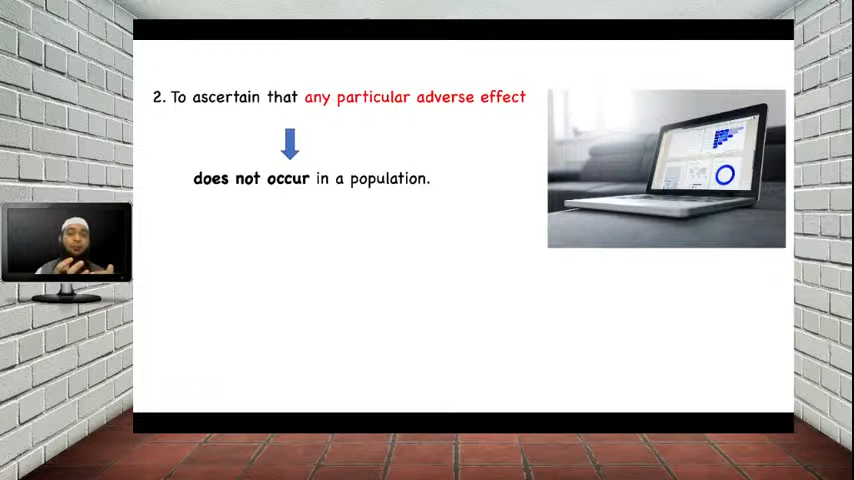 2. To ascertain that any particular adverse effect
does not occur in a population.